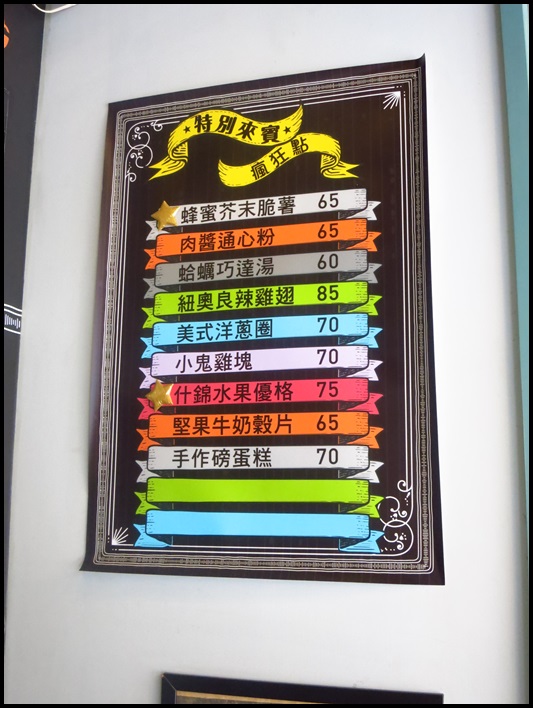 特別來賓
瘋狂點
蜂蜜芥末脆薯 65
肉醬通心粉 65
蛤蠣巧達湯 60
紐奧良辣雞翅 85
美式洋蔥圈 70
小鬼雞塊 70
什錦水果優格 75
堅果牛奶穀片 65
手作磅蛋糕 70